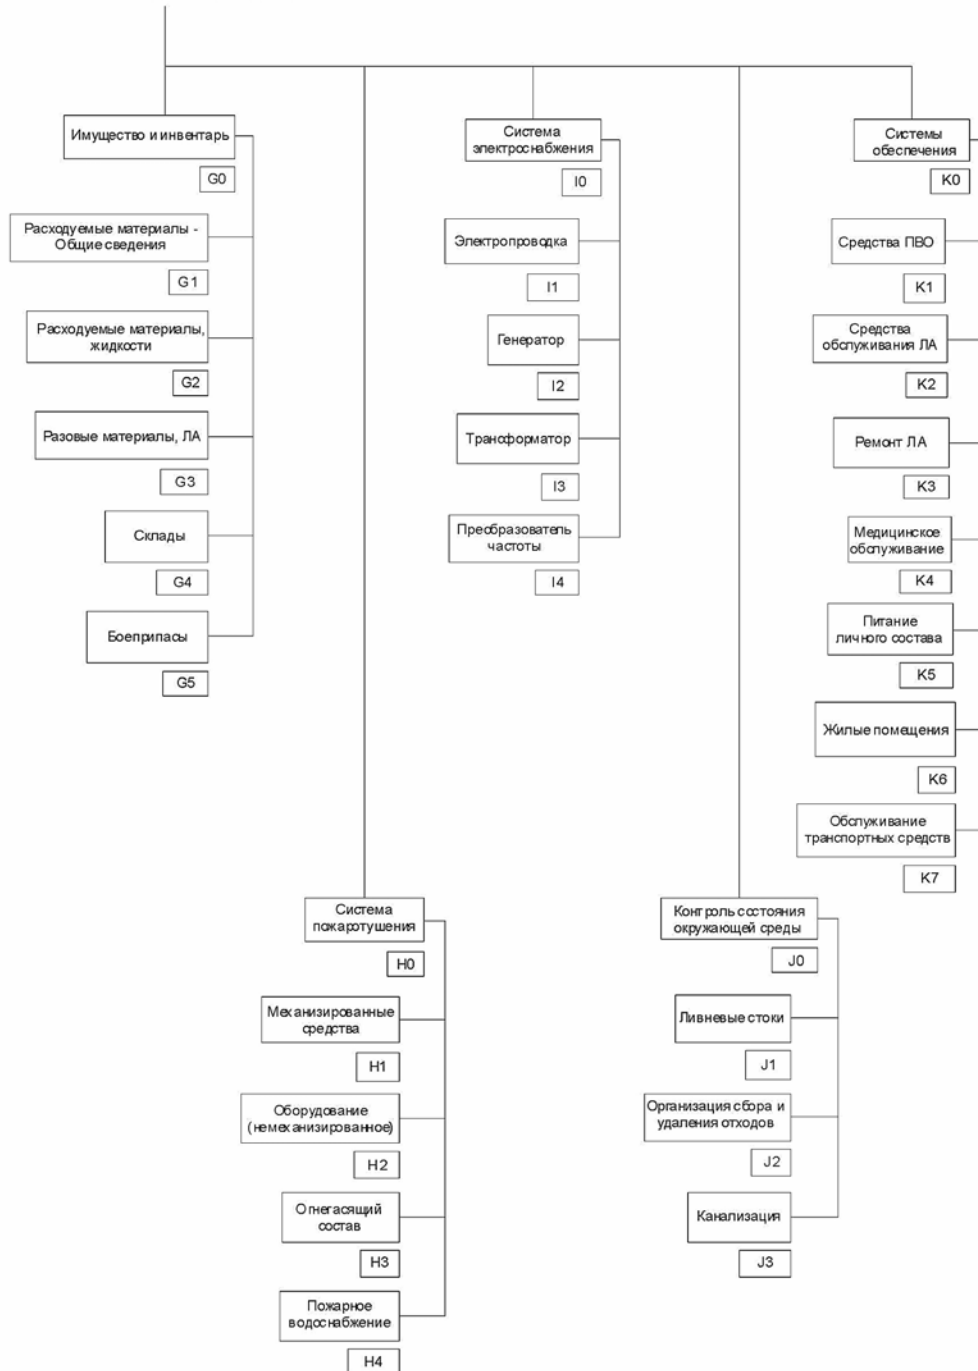 Имущество и инвентарь
G0
Расходуемые материалы -
Общие сведения
G1
Расходуемые материалы,
жидкости
G2
Разовые материалы, ЛА
G3
Склады
G4
Боеприпасы
G5
Система
пожаротушения
H0
Механизированные
средства
H1
Оборудование
(немеханизированное)
H2
Огнегасящий
состав
H3
Пожарное
водоснабжение
H4
Система
электроснабжения
I0
Электропроводка
I1
Генератор
I2
Трансформатор
I3
Преобразователь
частоты
I4
Контроль состояния
окружающей среды
J0
Ливневые стоки
J1
Организация сбора и
удаления отходов
J2
Канализация
J3
Системы
обеспечения
K0
Средства ПВО
K1
Средства
обслуживания ЛА
K2
Ремонт ЛА
K3
Медицинское
обслуживание
K4
Питание
личного состава
K5
Жилые помещения
K6
Обслуживание
транспортных средств
K7